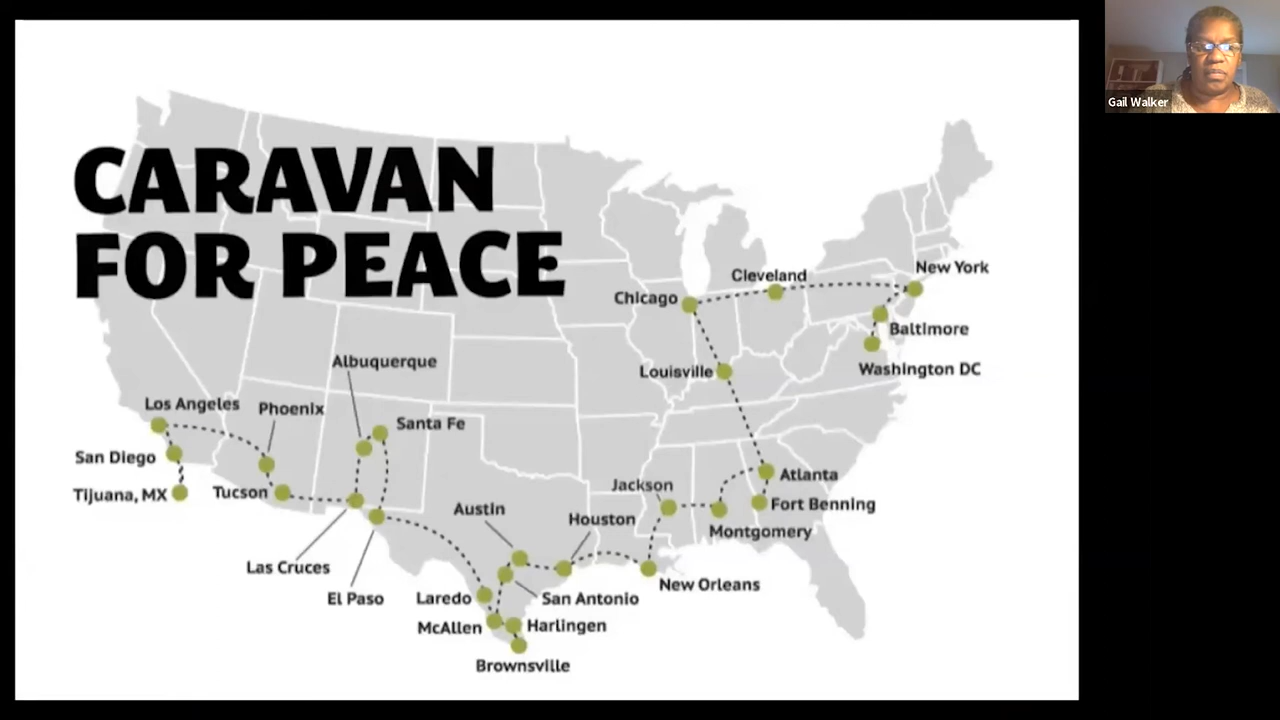 CARAVAN
FOR PEACE
Gail Walker
New York
Cleveland
Chicago
Baltimore
Louisville
Washington DC
Albuquerque
Los Angeles
Phoenix
Santa Fe
San Diego
Tijuana, MX
Tucson
Atlanta
Jackson
Fort Benning
Austin
Houston
Montgomery
Las Cruces
New Orleans
El Paso
Laredo
San Antonio
McAllen
Harlingen
Brownsville